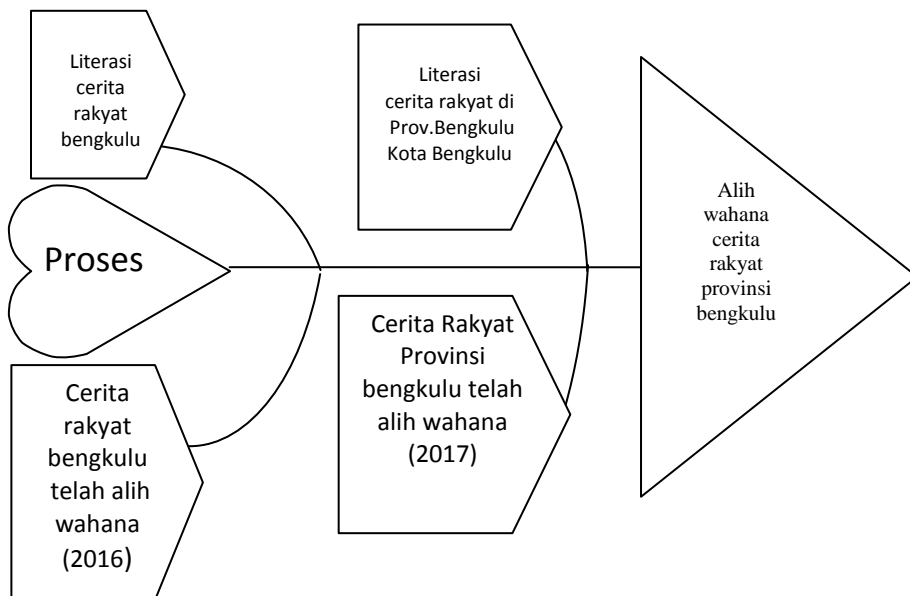 Literasi
cerita
rakyat
bengkulu
Literasi
cerita rakyat di
Prov.Bengkulu
Kota Bengkulu
Proses
Alih
wahana
cerita
rakyat
provinsi
bengkulu
Cerita
rakyat
bengkulu
telah alih
wahana
(2016)
Cerita Rakyat
Provinsi
bengkulu telah
alih wahana
(2017)